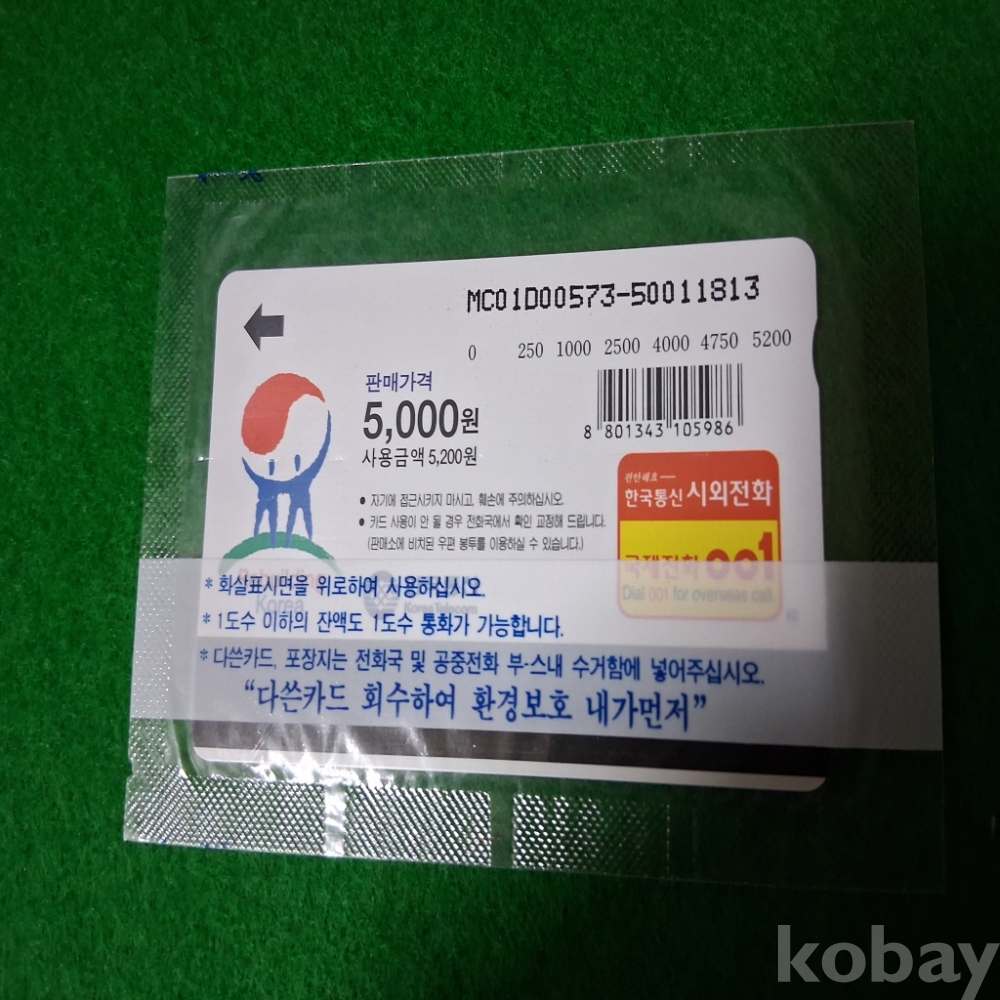 MC01D00573-50011813
0 250 1000 2500 4000 4750 5200
판매가격
5,000원
사용금액 5,200원
8 801343 105986
● 자기에 접근시키지 마시고, 훼손에 주의하십시오.
● 카드 사용이 안 될 경우 전화국에서 확인 교정해 드립니다.
(판매소에 비치된 우편 봉투를 이용하실 수 있습니다.)
한국통신 시외전화
국제전화 001
Dial 001 for overseas call.
Rebuilding
Korea
Korea Telecom
* 화살표시면을 위로하여 사용하십시오.
* 1도수 이하의 잔액도 1도수 통화가 가능합니다.
* 다쓴카드, 포장지는 전화국 및 공중전화 부-스내 수거함에 넣어주십시오.
“다쓴카드 회수하여 환경보호 내가먼저”
kobay